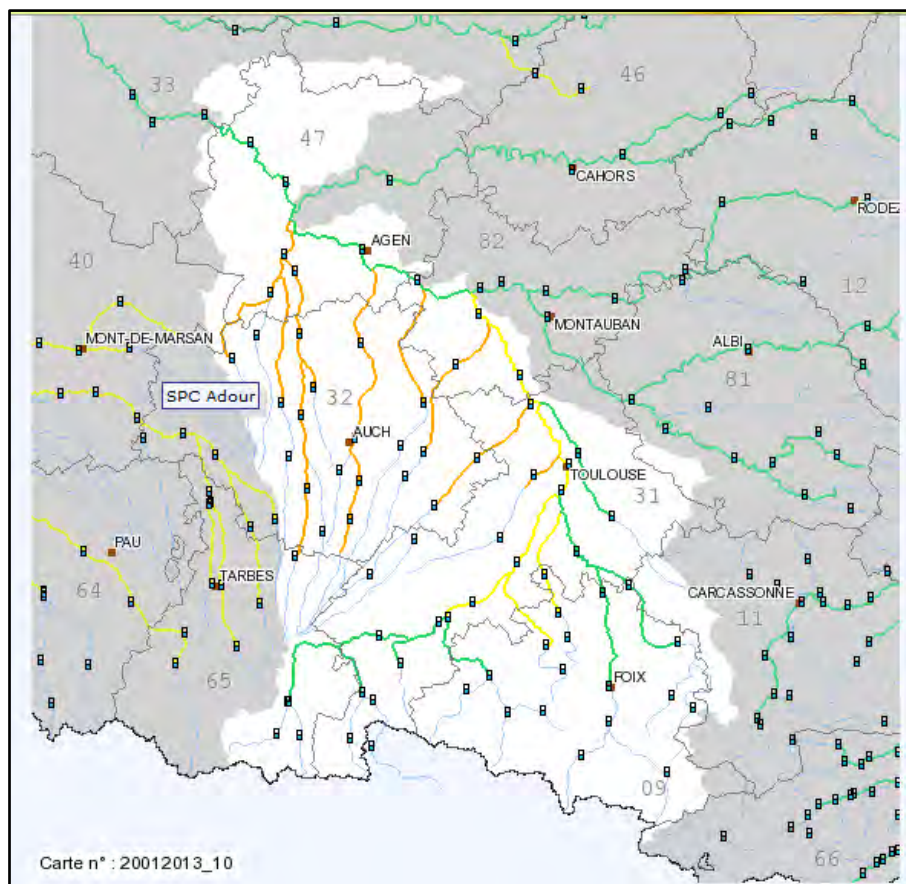 33
46
47
CAHORS
RODEZ
82
AGEN
40
12
MONTAUBAN
MONT-DE-MARSAN
ALBI
81
SPC Adour
32
AUCH
TOULOUSE
31
PAU
TARBES
64
CARCASSONNE
11
65
FOIX
09
66
Carte n° : 20012013_10